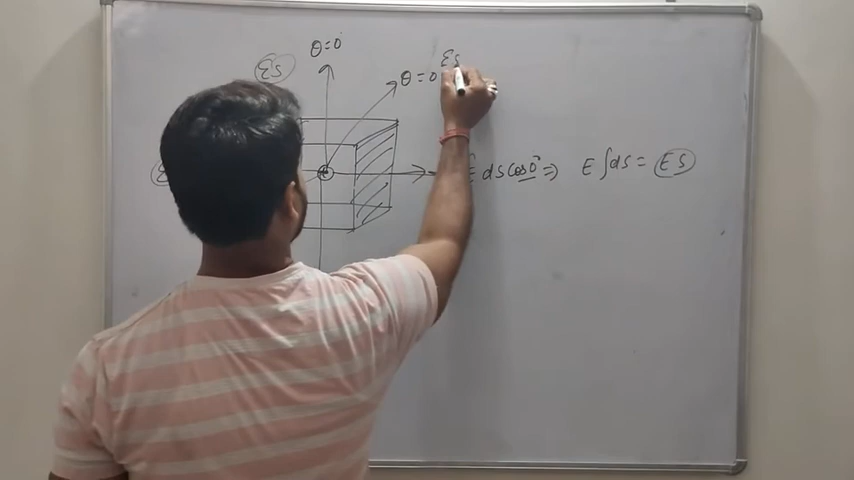 θ=0°
ES
θ=0
ES
E ds cos0° => E ∫ds = ES